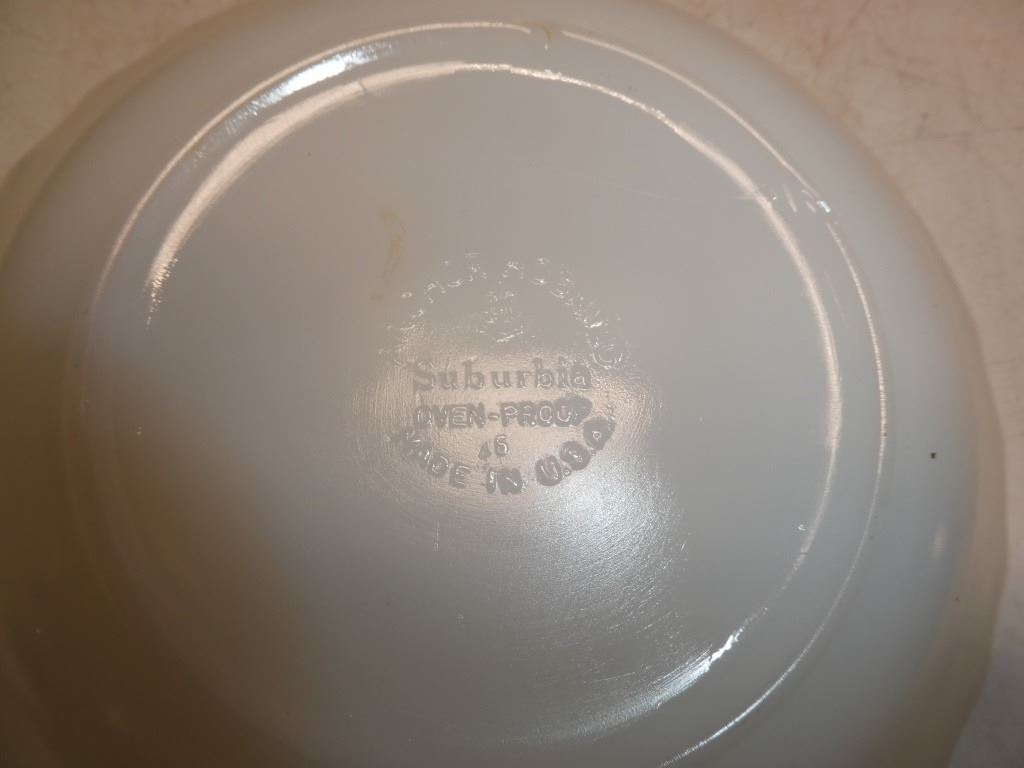 Suburbia
OVEN-PROOF
46
MADE IN U.S.A.